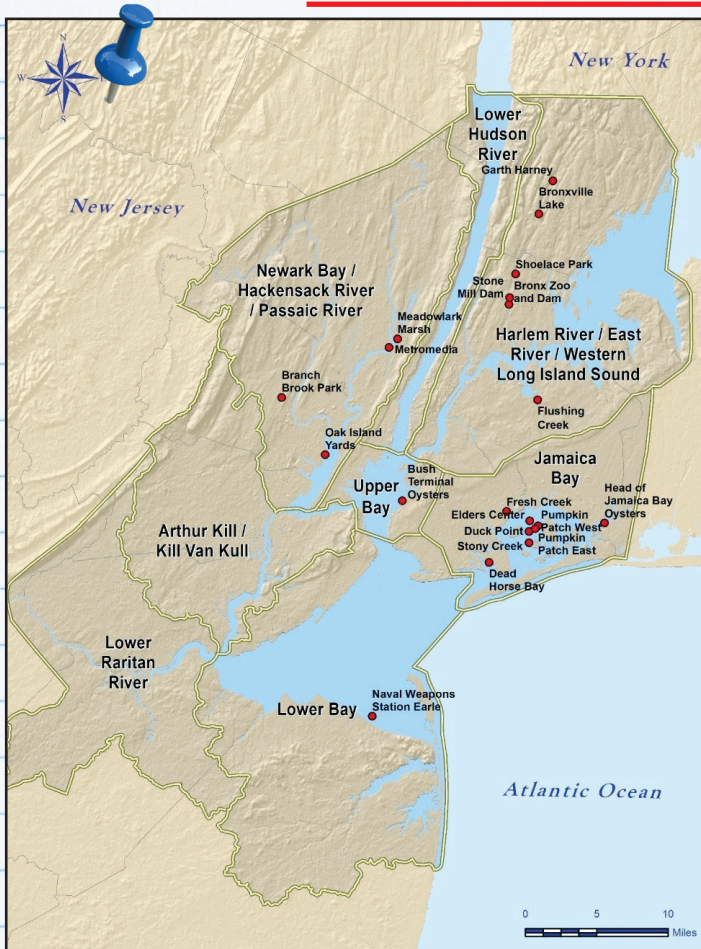 N
W
S
New York
New Jersey
Lower
Hudson
River
Garth Harney
Bronxville
Lake
Shoelace Park
Stone
Mill Dam
Bronx Zoo
and Dam
Newark Bay /
Hackensack River
/ Passaic River
Meadowlark
Marsh
Metromedia
Harlem River / East
River / Western
Long Island Sound
Branch
Brook Park
Flushing
Creek
Oak Island
Yards
Jamaica
Bay
Upper
Bay
Bush
Terminal
Oysters
Head of
Jamaica Bay
Oysters
Fresh Creek
Elders Center
Pumpkin
Patch West
Duck Point
Pumpkin
Patch East
Stony Creek
Dead
Horse Bay
Arthur Kill /
Kill Van Kull
Lower
Raritan
River
Lower Bay
Naval Weapons
Station Earle
Atlantic Ocean
0 5 10
Miles